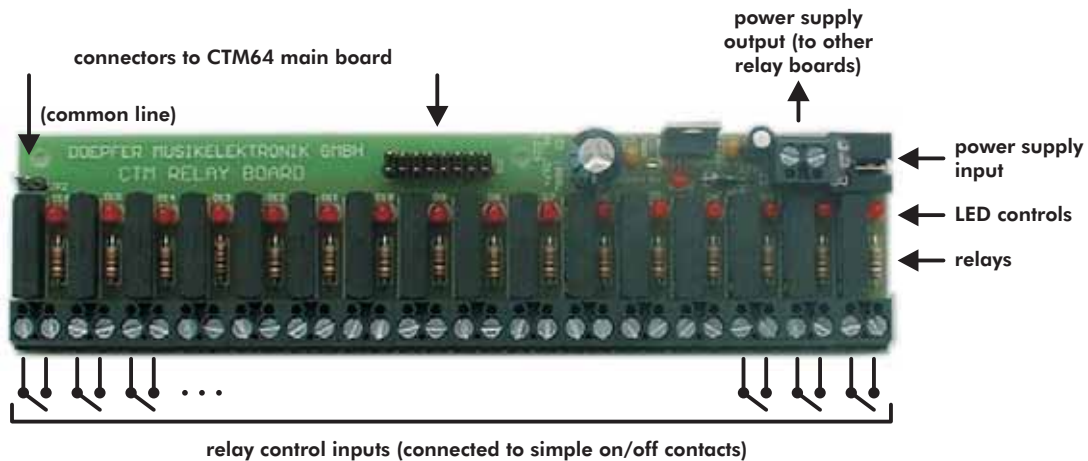 power supply
output (to other
relay boards)
connectors to CTM64 main board
(common line)
DOEPFER MUSIKELEKTRONIK GMBH
CTM RELAY BOARD
power supply
input
LED controls
relays
. . .
relay control inputs (connected to simple on/off contacts)